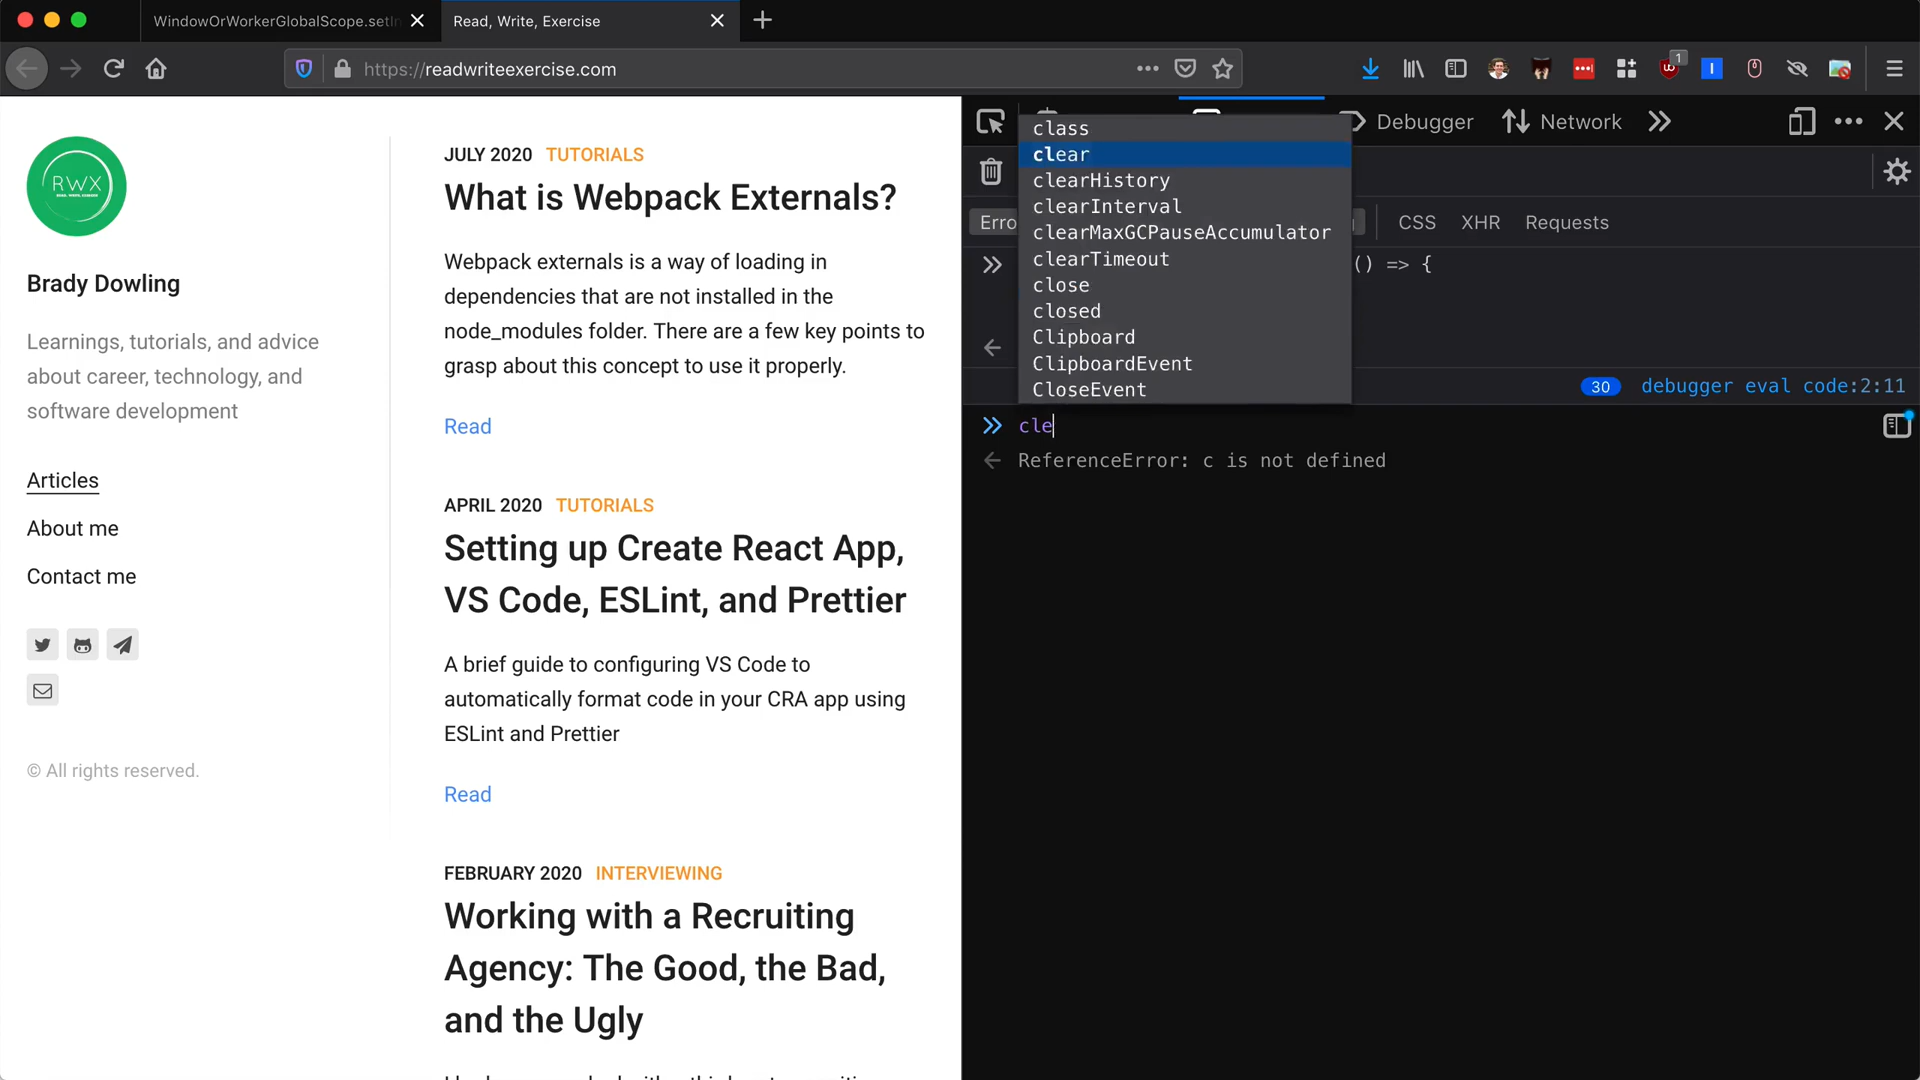 WindowOrWorkerGlobalScope.setIn
Read, Write, Exercise
https://readwriteexercise.com
1
RWX
Brady Dowling
Learnings, tutorials, and advice
about career, technology, and
software development
Articles
About me
Contact me
© All rights reserved.
JULY 2020 TUTORIALS
What is Webpack Externals?
Webpack externals is a way of loading in
dependencies that are not installed in the
node_modules folder. There are a few key points to
grasp about this concept to use it properly.
Read
APRIL 2020 TUTORIALS
Setting up Create React App,
VS Code, ESLint, and Prettier
A brief guide to configuring VS Code to
automatically format code in your CRA app using
ESLint and Prettier
Read
FEBRUARY 2020 INTERVIEWING
Working with a Recruiting
Agency: The Good, the Bad,
and the Ugly
Debugger Network
Erro CSS XHR Requests
class
clear
clearHistory
clearInterval
clearMaxGCPauseAccumulator
clearTimeout
close
closed
Clipboard
ClipboardEvent
CloseEvent
() => {
30 debugger eval code:2:11
cle
ReferenceError: c is not defined